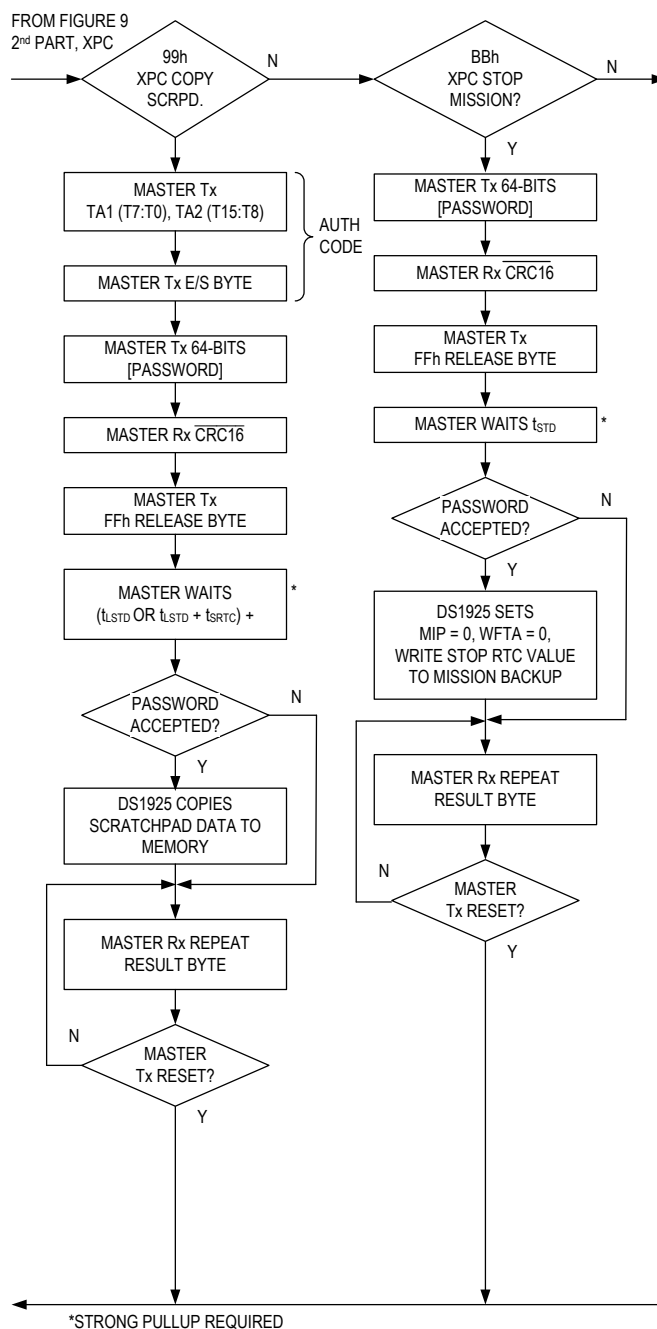 FROM FIGURE 9
2nd PART, XPC
99h
XPC COPY
SCRPD.
N
Y
MASTER Tx
TA1 (T7:T0), TA2 (T15:T8)
AUTH
CODE
MASTER Tx E/S BYTE
MASTER Tx 64-BITS
[PASSWORD]
MASTER Rx CRC16
MASTER Tx
FFh RELEASE BYTE
MASTER WAITS
(tLSTD OR tLSTD + tSRTC) +
*
PASSWORD
ACCEPTED?
N
Y
DS1925 COPIES
SCRATCHPAD DATA TO
MEMORY
MASTER Rx REPEAT
RESULT BYTE
N
MASTER
Tx RESET?
Y
BBh
XPC STOP
MISSION?
N
Y
MASTER Tx 64-BITS
[PASSWORD]
MASTER Rx CRC16
MASTER Tx
FFh RELEASE BYTE
MASTER WAITS tSTD
*
PASSWORD
ACCEPTED?
N
Y
DS1925 SETS
MIP = 0, WFTA = 0,
WRITE STOP RTC VALUE
TO MISSION BACKUP
MASTER Rx REPEAT
RESULT BYTE
N
MASTER
Tx RESET?
Y
*STRONG PULLUP REQUIRED